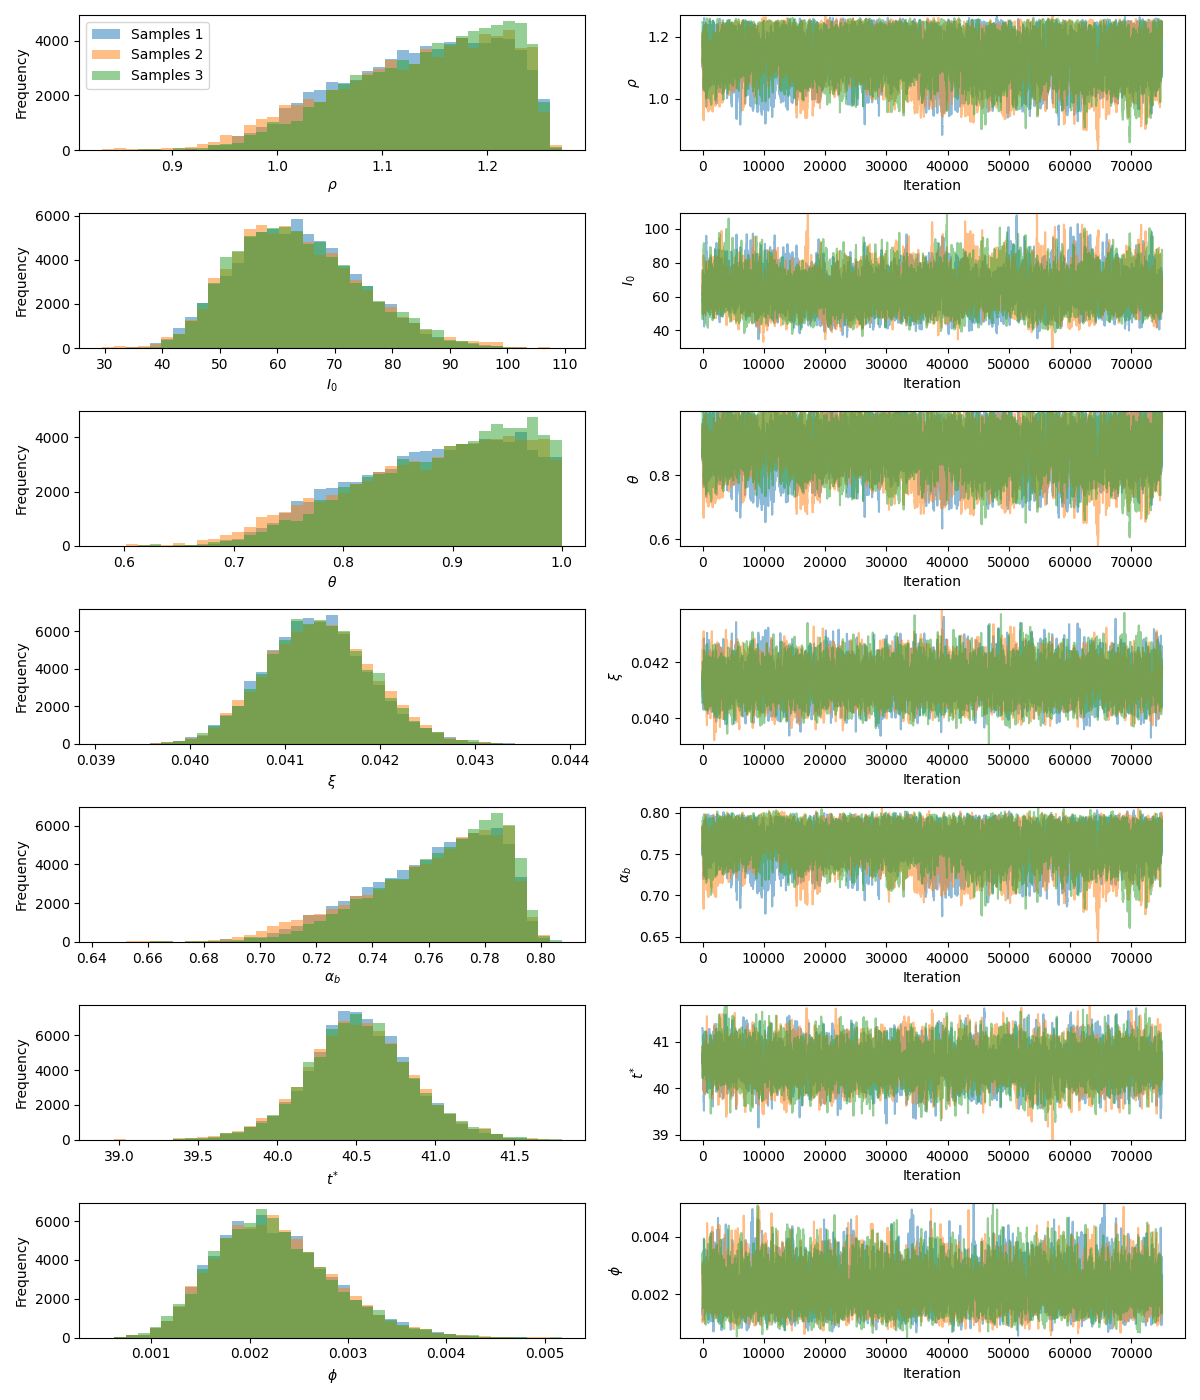 Samples 1
Samples 2
Samples 3
Frequency
4000
2000
0
0.9 1.0 1.1 1.2
ρ
ρ
1.2
1.0
0 10000 20000 30000 40000 50000 60000 70000
Iteration
Frequency
6000
4000
2000
0
30 40 50 60 70 80 90 100 110
I₀
I₀
100
80
60
40
0 10000 20000 30000 40000 50000 60000 70000
Iteration
Frequency
4000
2000
0
0.6 0.7 0.8 0.9 1.0
θ
θ
0.8
0.6
0 10000 20000 30000 40000 50000 60000 70000
Iteration
Frequency
6000
4000
2000
0
0.039 0.040 0.041 0.042 0.043 0.044
ξ
ξ
0.042
0.040
0 10000 20000 30000 40000 50000 60000 70000
Iteration
Frequency
6000
4000
2000
0
0.64 0.66 0.68 0.70 0.72 0.74 0.76 0.78 0.80
α_b
α_b
0.80
0.75
0.70
0.65
0 10000 20000 30000 40000 50000 60000 70000
Iteration
Frequency
6000
4000
2000
0
39.0 39.5 40.0 40.5 41.0 41.5
t*
t*
41
40
39
0 10000 20000 30000 40000 50000 60000 70000
Iteration
Frequency
6000
4000
2000
0
0.001 0.002 0.003 0.004 0.005
ϕ
ϕ
0.004
0.002
0 10000 20000 30000 40000 50000 60000 70000
Iteration